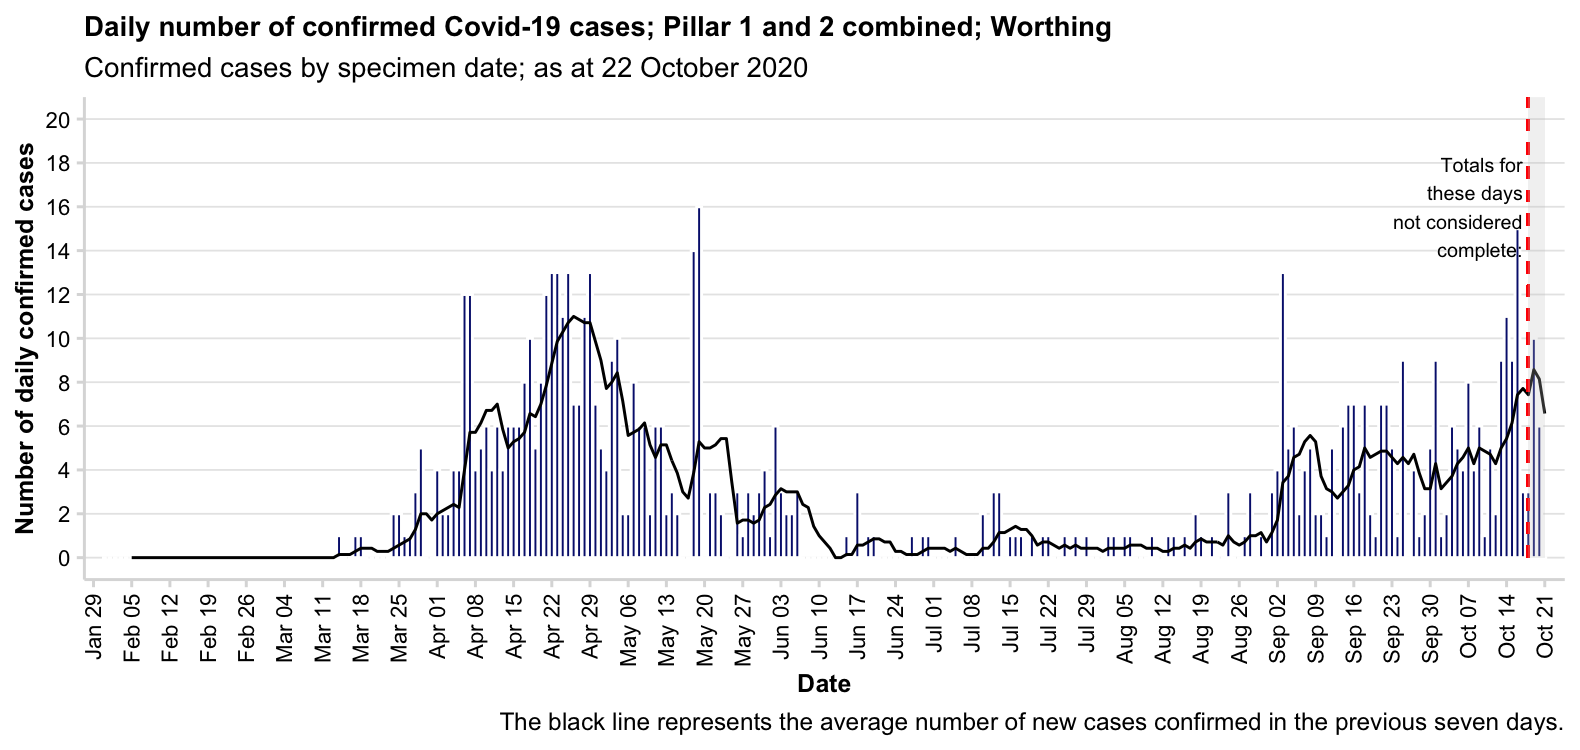 Daily number of confirmed Covid-19 cases; Pillar 1 and 2 combined; Worthing
Confirmed cases by specimen date; as at 22 October 2020
Number of daily confirmed cases
20
18
16
14
12
10
8
6
4
2
0
Totals for
these days
not considered
complete:
Jan 29
Feb 05
Feb 12
Feb 19
Feb 26
Mar 04
Mar 11
Mar 18
Mar 25
Apr 01
Apr 08
Apr 15
Apr 22
Apr 29
May 06
May 13
May 20
May 27
Jun 03
Jun 10
Jun 17
Jun 24
Jul 01
Jul 08
Jul 15
Jul 22
Jul 29
Aug 05
Aug 12
Aug 19
Aug 26
Sep 02
Sep 09
Sep 16
Sep 23
Sep 30
Oct 07
Oct 14
Oct 21
Date
The black line represents the average number of new cases confirmed in the previous seven days.